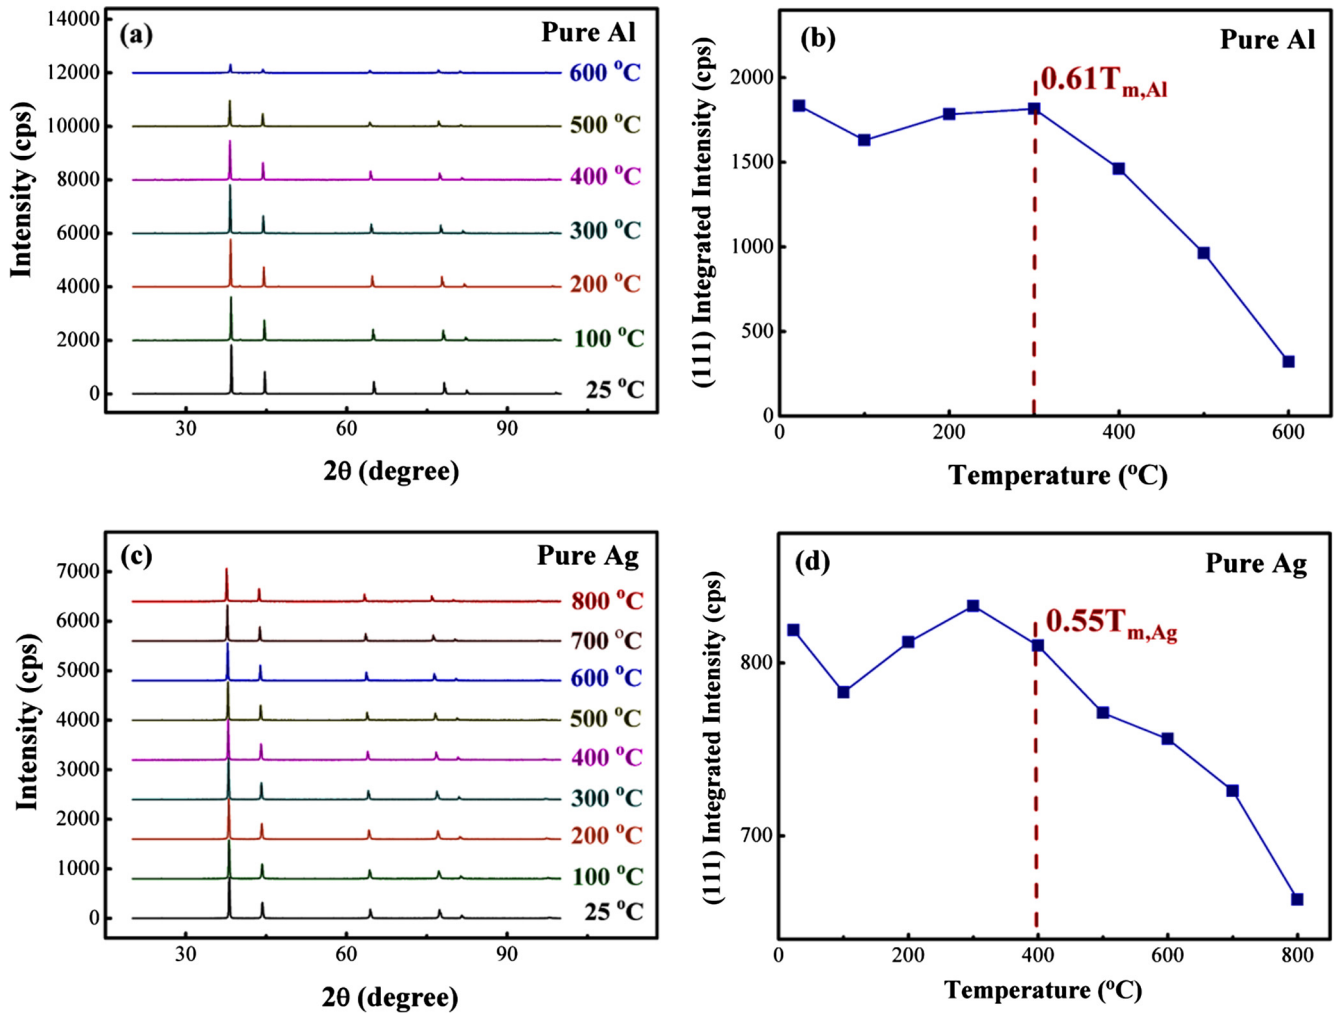 (a)
Pure Al
14000
12000
10000
8000
6000
4000
2000
0
Intensity (cps)
600 °C
500 °C
400 °C
300 °C
200 °C
100 °C
25 °C
30
60
90
2θ (degree)
(b)
Pure Al
0.61Tm,Al
2000
1500
1000
500
0
(111) Integrated Intensity (cps)
0
200
400
600
Temperature (°C)
(c)
Pure Ag
7000
6000
5000
4000
3000
2000
1000
0
Intensity (cps)
800 °C
700 °C
600 °C
500 °C
400 °C
300 °C
200 °C
100 °C
25 °C
30
60
90
2θ (degree)
(d)
Pure Ag
0.55Tm,Ag
800
700
(111) Integrated Intensity (cps)
0
200
400
600
800
Temperature (°C)